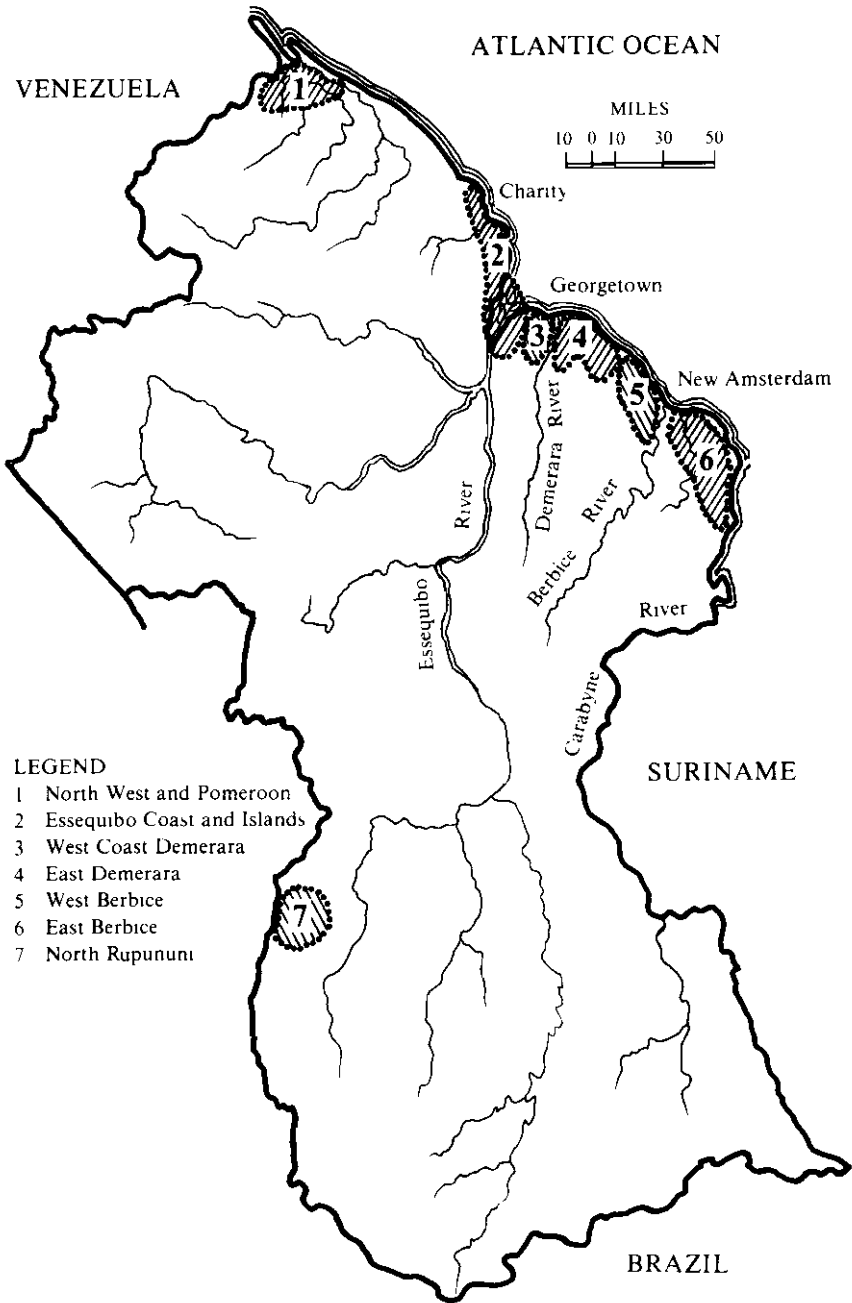 ATLANTIC OCEAN
VENEZUELA
1
MILES
10 0 10 30 50
Charity
2
Georgetown
3
4
New Amsterdam
5
6
River
Demerara River
Berbice River
Essequibo
River
Carabyne
SURINAME
LEGEND
1 North West and Pomeroon
2 Essequibo Coast and Islands
3 West Coast Demerara
4 East Demerara
5 West Berbice
6 East Berbice
7 North Rupununi
7
BRAZIL